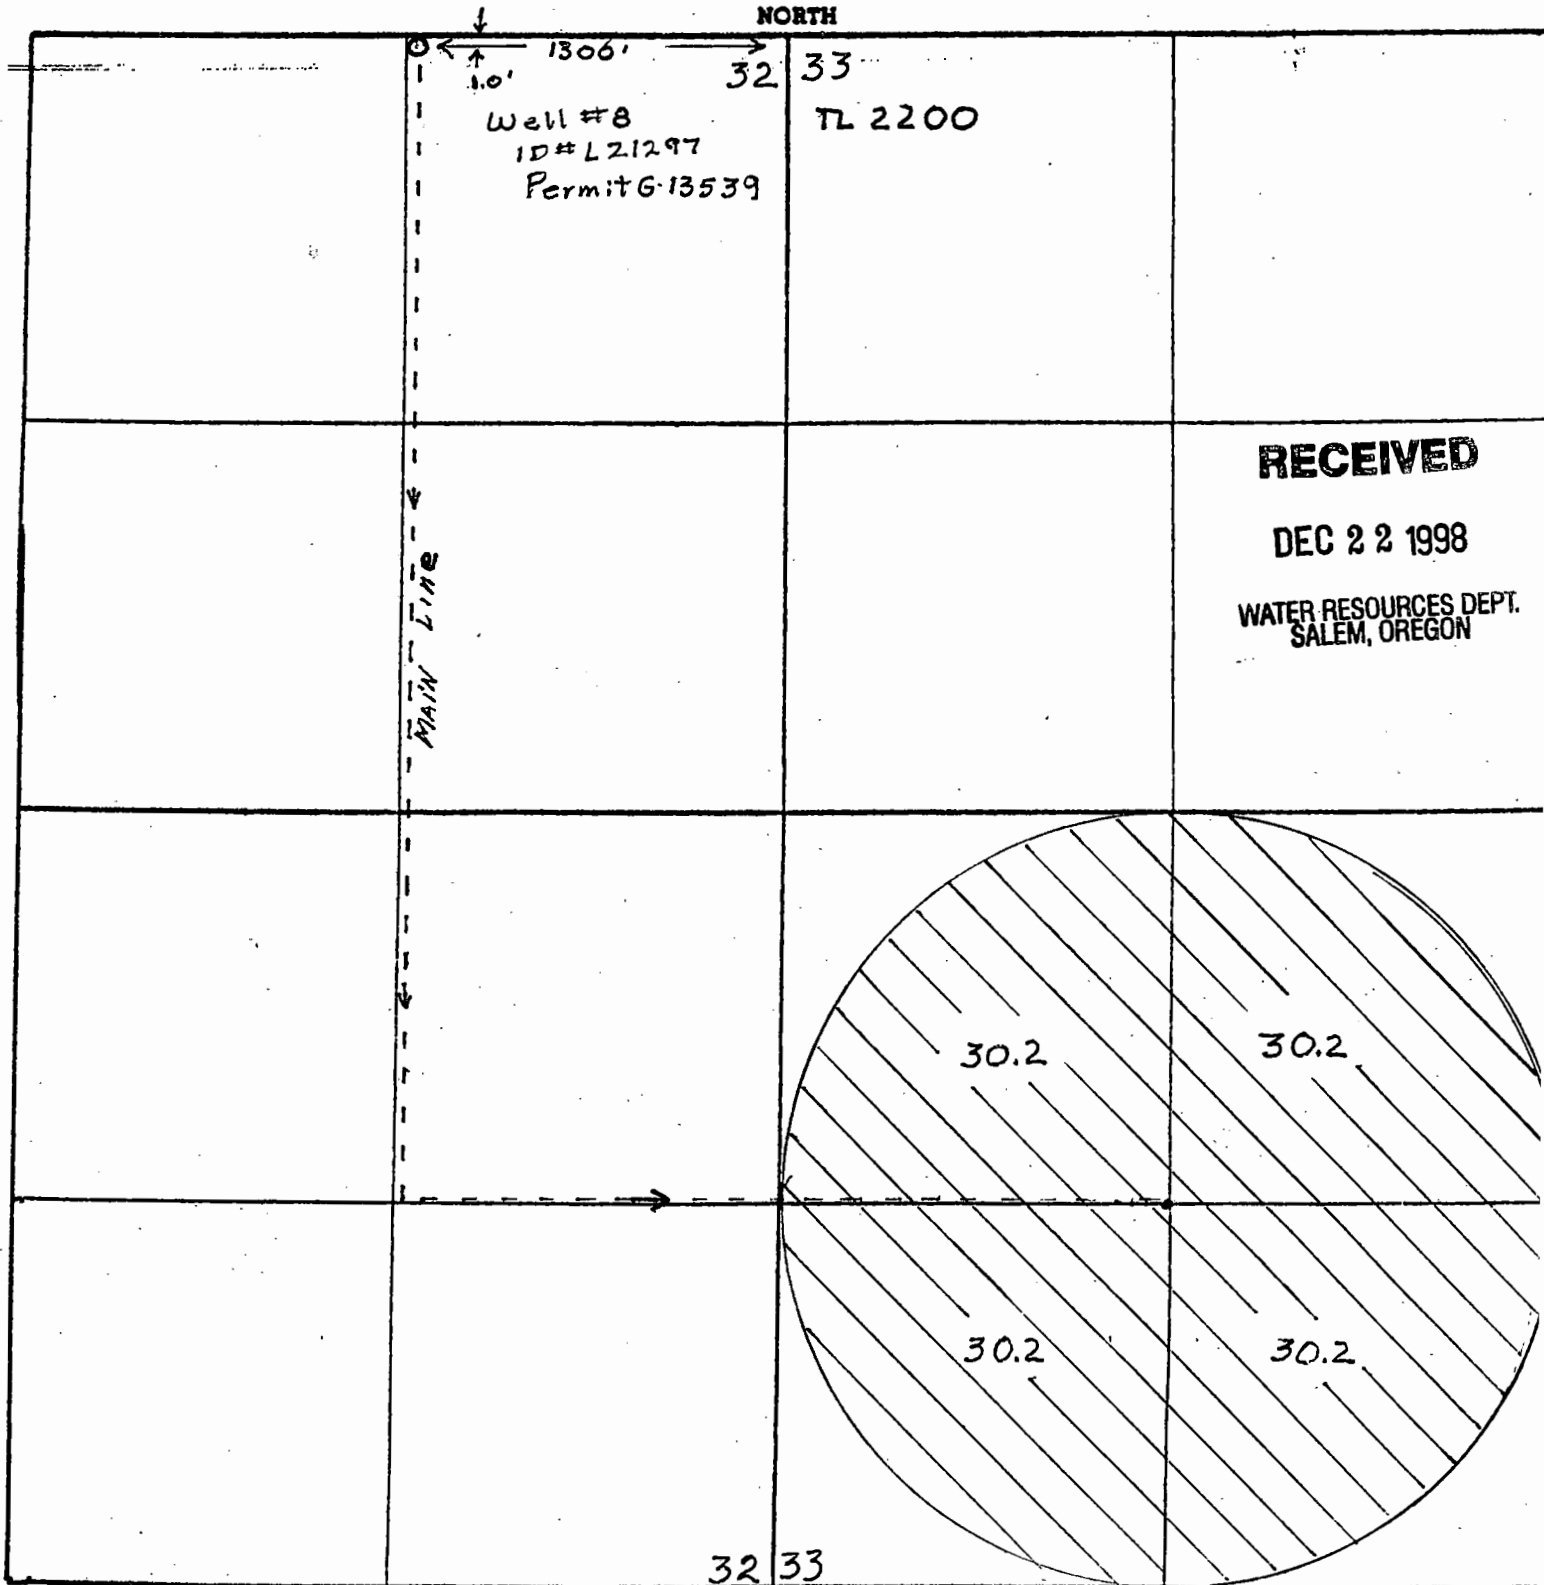 NORTH
1306'
1.0'
32 33
Well #8
ID# L21297
Permit G-13539
TL 2200
RECEIVED
DEC 22 1998
WATER RESOURCES DEPT.
SALEM, OREGON
MAIN Line
30.2
30.2
30.2
30.2
32 33